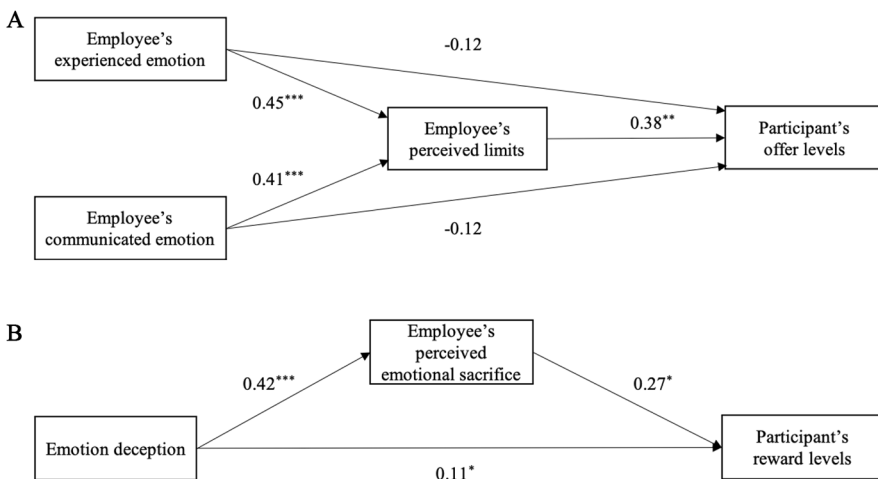 A
Employee's
experienced emotion
-0.12
0.45***
Employee's
perceived limits
0.38**
Participant's
offer levels
0.41***
Employee's
communicated emotion
-0.12
B
Employee's
perceived
emotional sacrifice
0.42***
0.27*
Emotion deception
Participant's
reward levels
0.11*